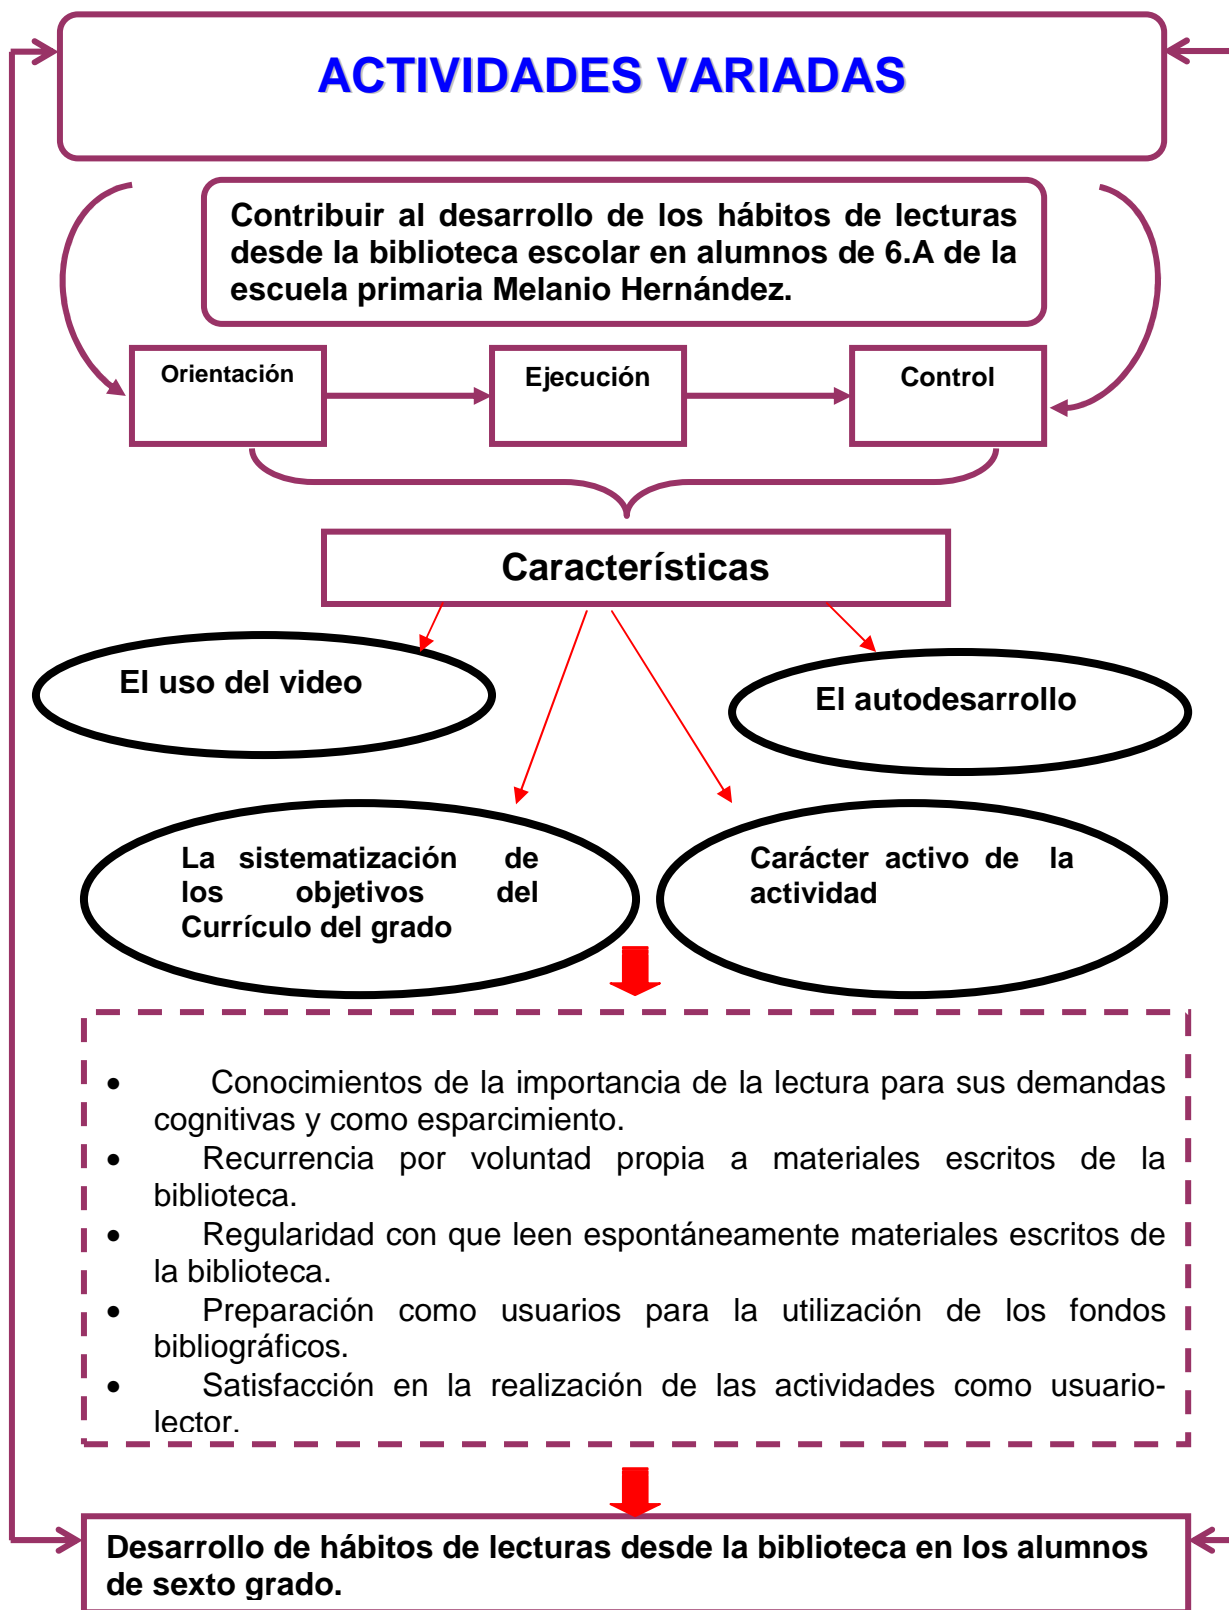 ACTIVIDADES VARIADAS
Contribuir al desarrollo de los hábitos de lecturas
desde la biblioteca escolar en alumnos de 6.A de la
escuela primaria Melanio Hernández.
Orientación
Ejecución
Control
Características
El uso del video
El autodesarrollo
La sistematización de
los objetivos del
Currículo del grado
Carácter activo de la
actividad
• Conocimientos de la importancia de la lectura para sus demandas
cognitivas y como esparcimiento.
• Recurrencia por voluntad propia a materiales escritos de la
biblioteca.
• Regularidad con que leen espontáneamente materiales escritos de
la biblioteca.
• Preparación como usuarios para la utilización de los fondos
bibliográficos.
• Satisfacción en la realización de las actividades como usuario-
lector.
Desarrollo de hábitos de lecturas desde la biblioteca en los alumnos
de sexto grado.